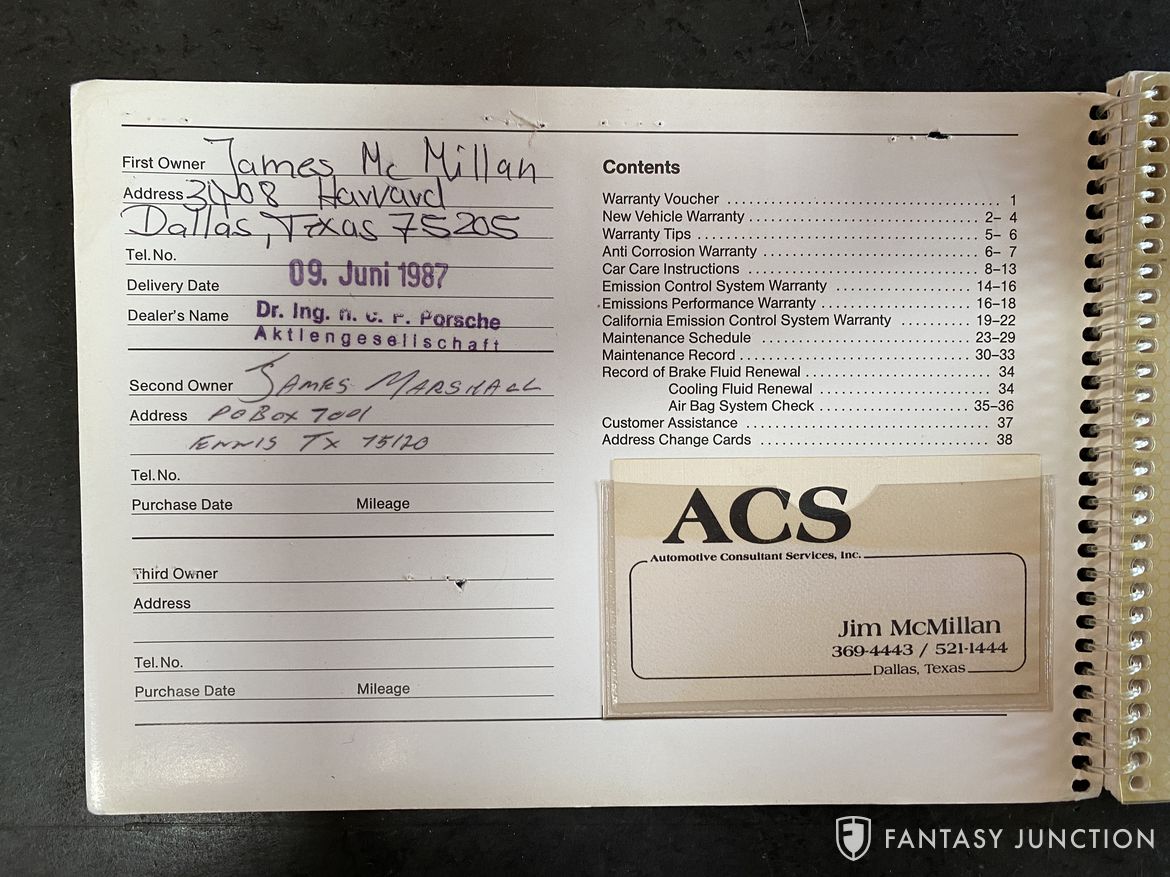 First Owner James McMillan
Address 3408 Harvard
Dallas, Texas 75205
Tel. No.
Delivery Date 09. Juni 1987
Dealer's Name Dr. Ing. h. c. F. Porsche
Aktiengesellschaft
Second Owner James Marshall
Address PO Box 7001
Ennis TX 75120
Tel. No.
Purchase Date Mileage
Third Owner
Address
Tel. No.
Purchase Date Mileage
Contents
Warranty Voucher . . . . . . . . . . 1
New Vehicle Warranty . . . . . . . . . . 2– 4
Warranty Tips . . . . . . . . . . 5– 6
Anti Corrosion Warranty . . . . . . . . . . 6– 7
Car Care Instructions . . . . . . . . . . 8–13
Emission Control System Warranty . . . . . . . . . . 14–16
Emissions Performance Warranty . . . . . . . . . . 16–18
California Emission Control System Warranty . . . . . . . . . . 19–22
Maintenance Schedule . . . . . . . . . . 23–29
Maintenance Record . . . . . . . . . . 30–33
Record of Brake Fluid Renewal . . . . . . . . . . 34
Cooling Fluid Renewal . . . . . . . . . . 34
Air Bag System Check . . . . . . . . . . 35–36
Customer Assistance . . . . . . . . . . 37
Address Change Cards . . . . . . . . . . 38
ACS
Automotive Consultant Services, Inc.
Jim McMillan
369-4443 / 521-1444
Dallas, Texas
FANTASY JUNCTION